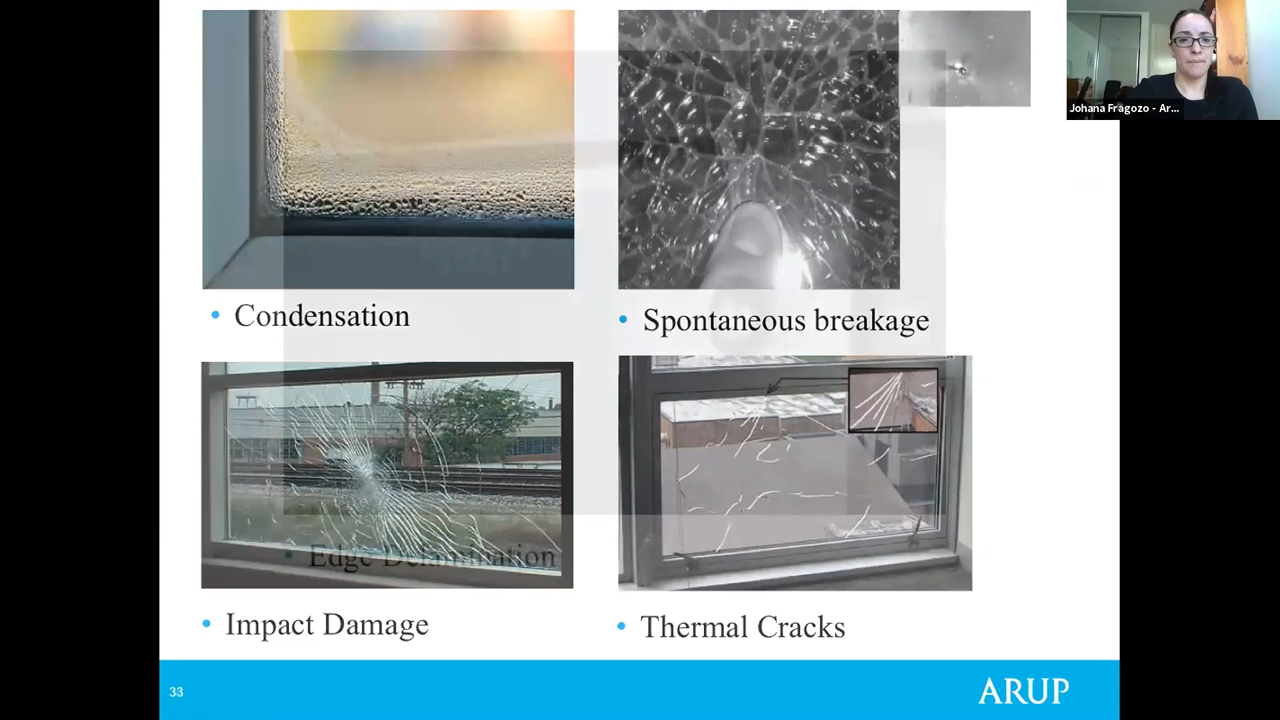 Johana Fragozo - Ar...
• Condensation
• Spontaneous breakage
• Edge Delamination
• Impact Damage
• Thermal Cracks
33
ARUP